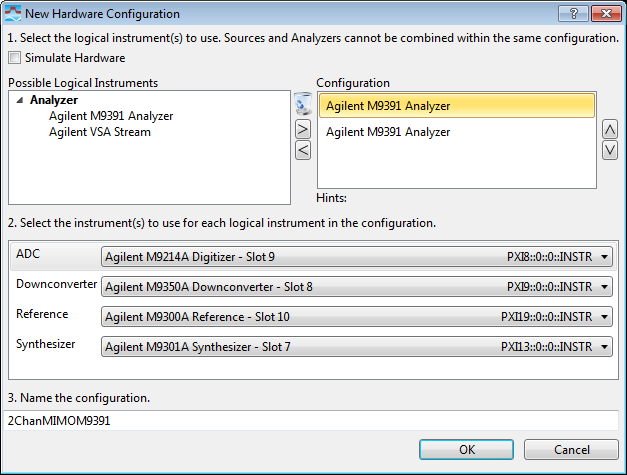 New Hardware Configuration
1. Select the logical instrument(s) to use. Sources and Analyzers cannot be combined within the same configuration.
Simulate Hardware
Possible Logical Instruments
Analyzer
Agilent M9391 Analyzer
Agilent VSA Stream
>
<
Configuration
Agilent M9391 Analyzer
Agilent M9391 Analyzer
Hints:
2. Select the instrument(s) to use for each logical instrument in the configuration.
ADC Agilent M9214A Digitizer - Slot 9 PXI8::0::0::INSTR
Downconverter Agilent M9350A Downconverter - Slot 8 PXI9::0::0::INSTR
Reference Agilent M9300A Reference - Slot 10 PXI19::0::0::INSTR
Synthesizer Agilent M9301A Synthesizer - Slot 7 PXI13::0::0::INSTR
3. Name the configuration.
2ChanMIMOM9391
OK Cancel